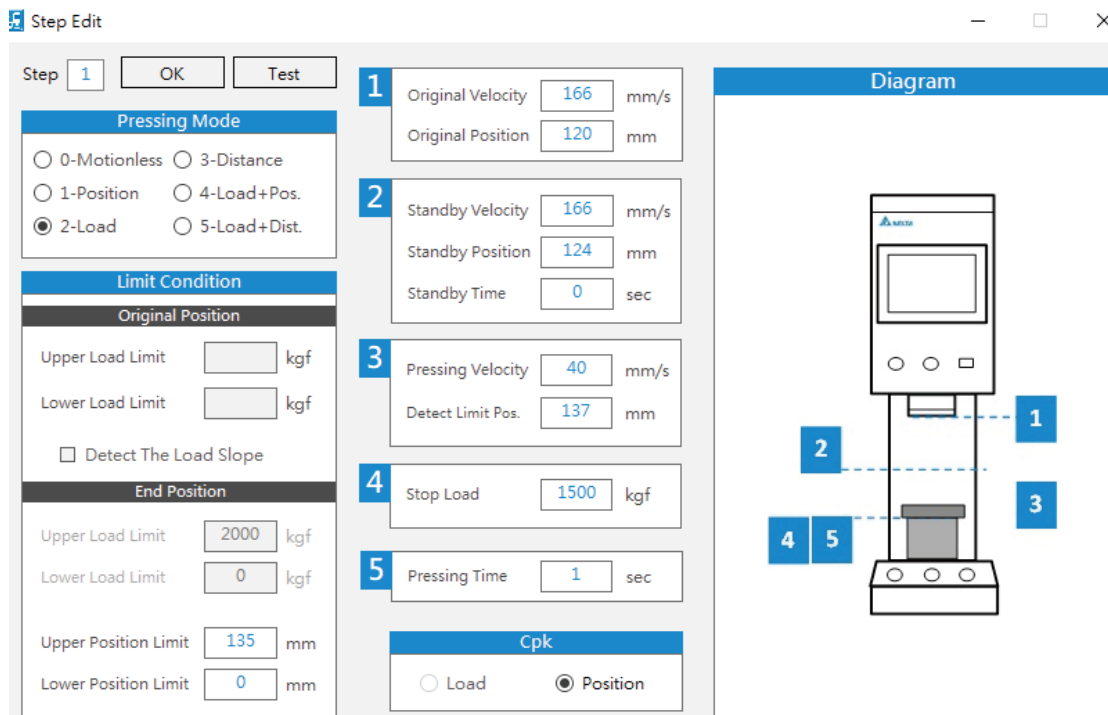 Step Edit
Step 1 OK Test
Pressing Mode
0-Motionless 3-Distance
1-Position 4-Load+Pos.
2-Load 5-Load+Dist.
Limit Condition
Original Position
Upper Load Limit kgf
Lower Load Limit kgf
Detect The Load Slope
End Position
Upper Load Limit 2000 kgf
Lower Load Limit 0 kgf
Upper Position Limit 135 mm
Lower Position Limit 0 mm
1
Original Velocity 166 mm/s
Original Position 120 mm
2
Standby Velocity 166 mm/s
Standby Position 124 mm
Standby Time 0 sec
3
Pressing Velocity 40 mm/s
Detect Limit Pos. 137 mm
4
Stop Load 1500 kgf
5
Pressing Time 1 sec
Cpk
Load Position
Diagram
1
2
3
4 5